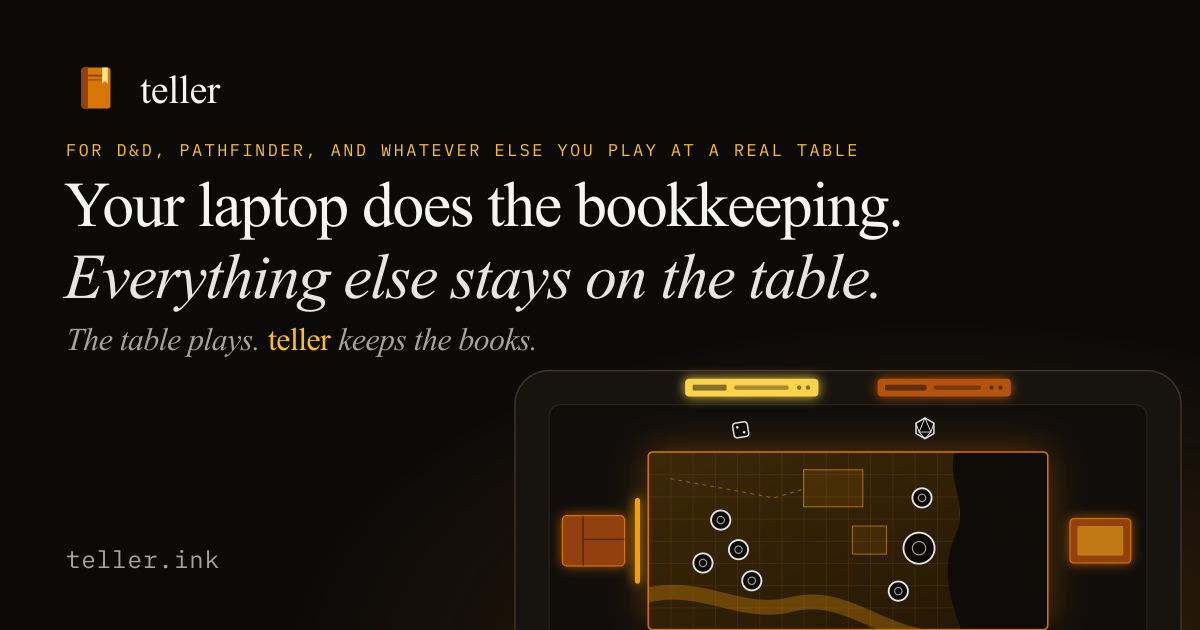 teller
FOR D&D, PATHFINDER, AND WHATEVER ELSE YOU PLAY AT A REAL TABLE
Your laptop does the bookkeeping.
Everything else stays on the table.
The table plays. teller keeps the books.
teller.ink